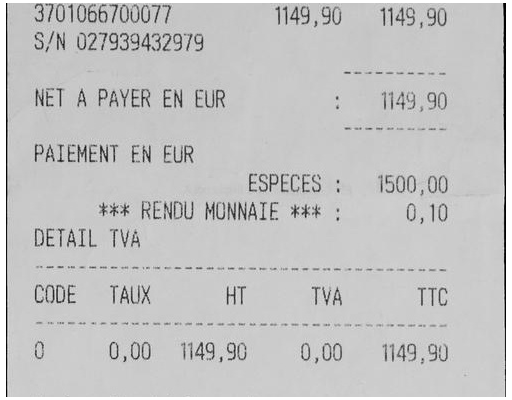 3701066700077 1149,90 1149,90
S/N 027939432979
NET A PAYER EN EUR : 1149,90
PAIEMENT EN EUR
ESPECES : 1500,00
*** RENDU MONNAIE *** : 0,10
DETAIL TVA
CODE TAUX HT TVA TTC
0 0,00 1149,90 0,00 1149,90